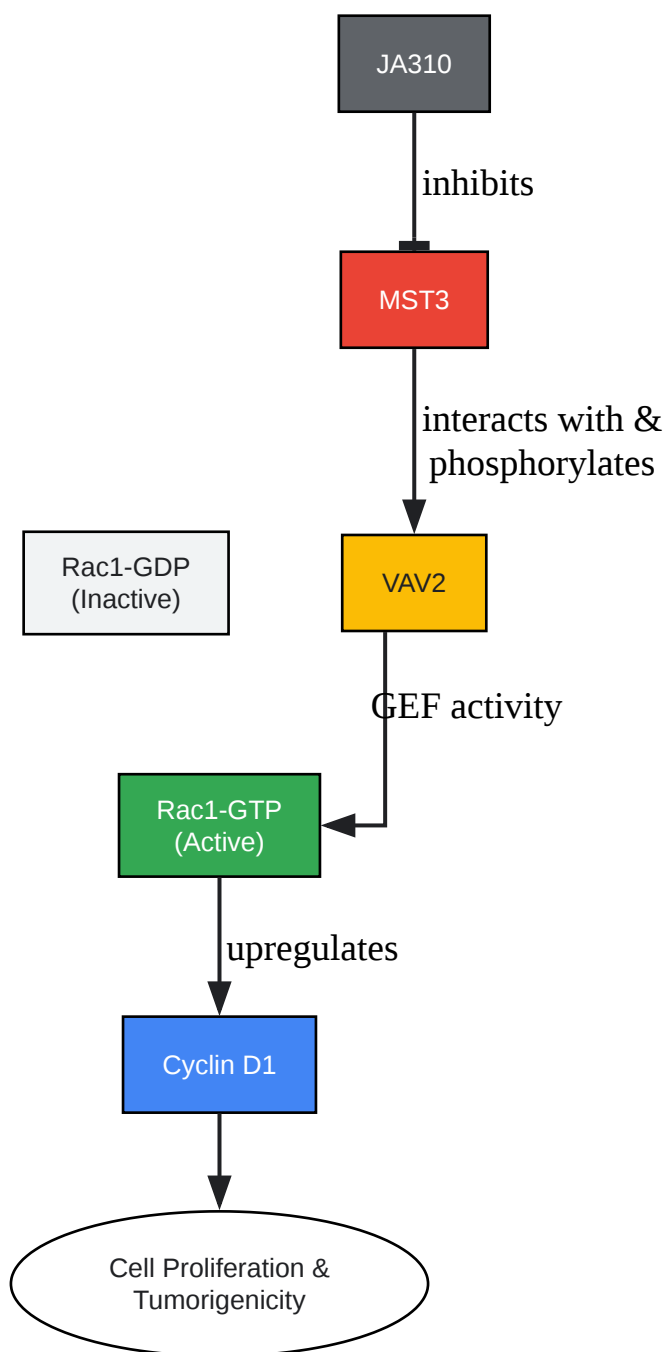 JA310
inhibits
MST3
interacts with &
phosphorylates
Rac1-GDP
(Inactive)
VAV2
GEF activity
Rac1-GTP
(Active)
upregulates
Cyclin D1
Cell Proliferation &
Tumorigenicity